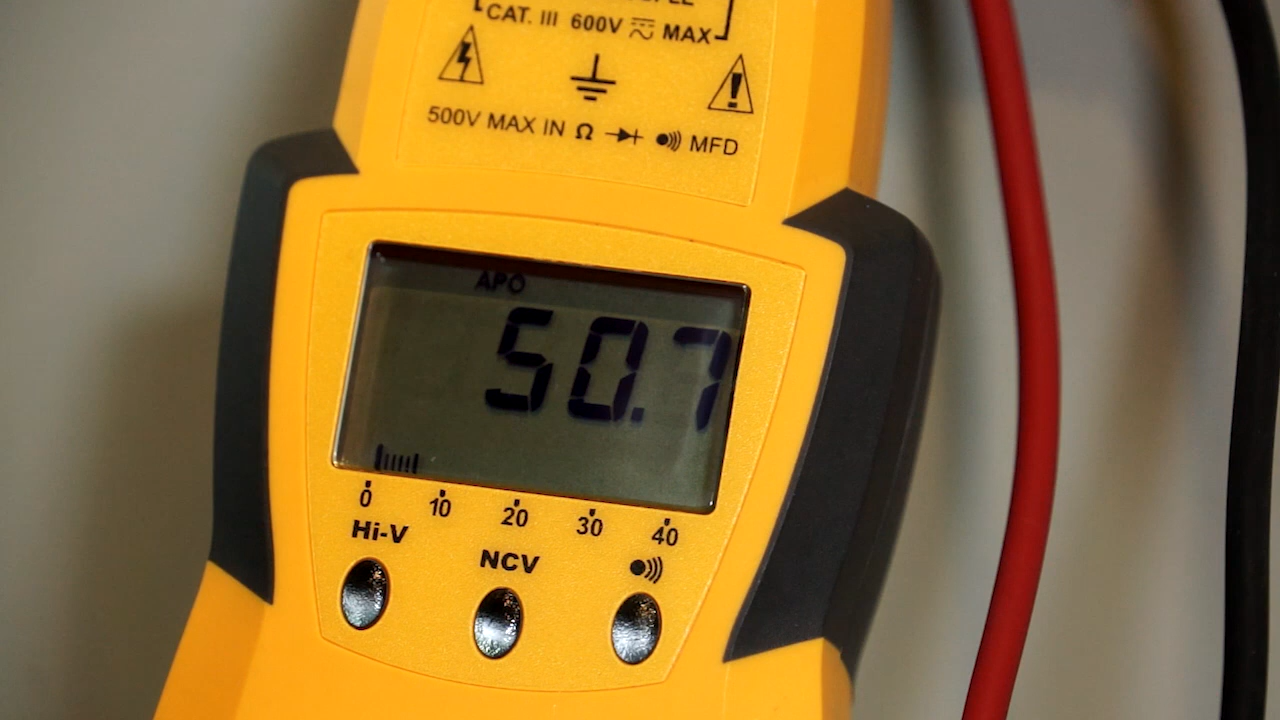 CAT. III 600V MAX
500V MAX IN Ω MFD
APO
50.7
0 10 20 30 40
Hi-V
NCV